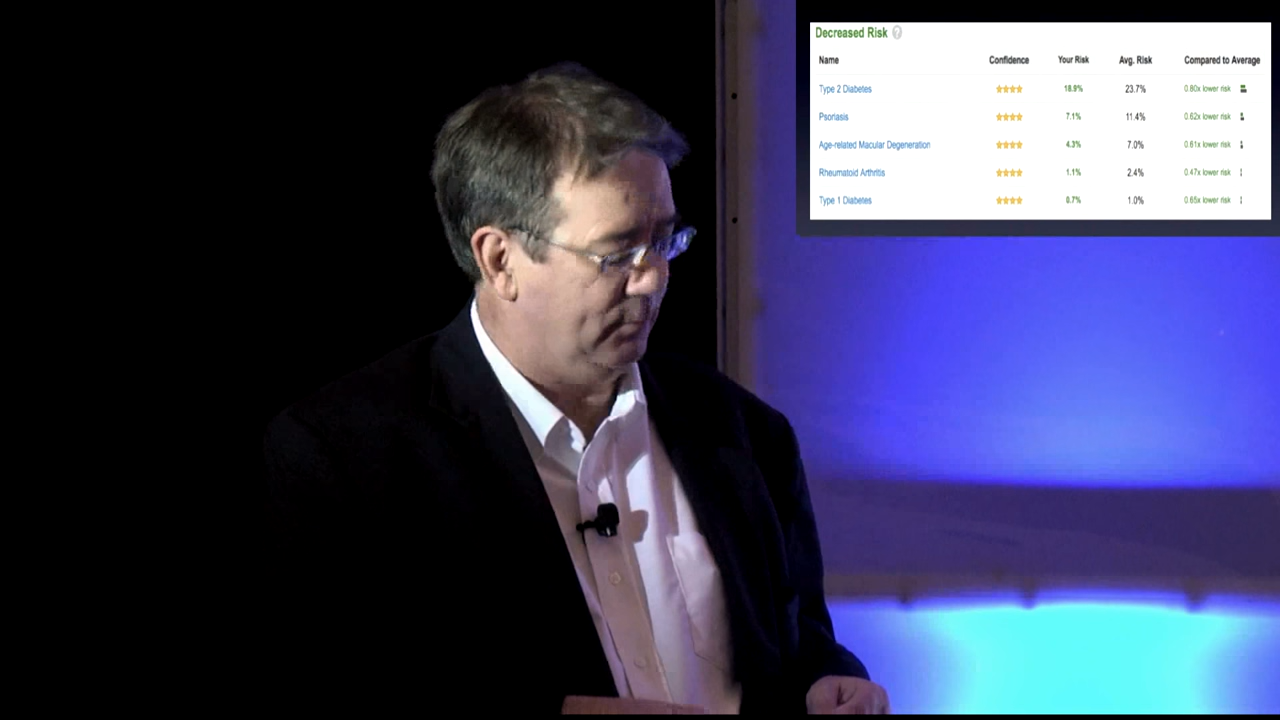 Decreased Risk ?
Name Confidence Your Risk Avg. Risk Compared to Average
Type 2 Diabetes 18.9% 23.7% 0.80x lower risk
Psoriasis 7.1% 11.4% 0.62x lower risk
Age-related Macular Degeneration 4.3% 7.0% 0.61x lower risk
Rheumatoid Arthritis 1.1% 2.4% 0.47x lower risk
Type 1 Diabetes 0.7% 1.0% 0.65x lower risk